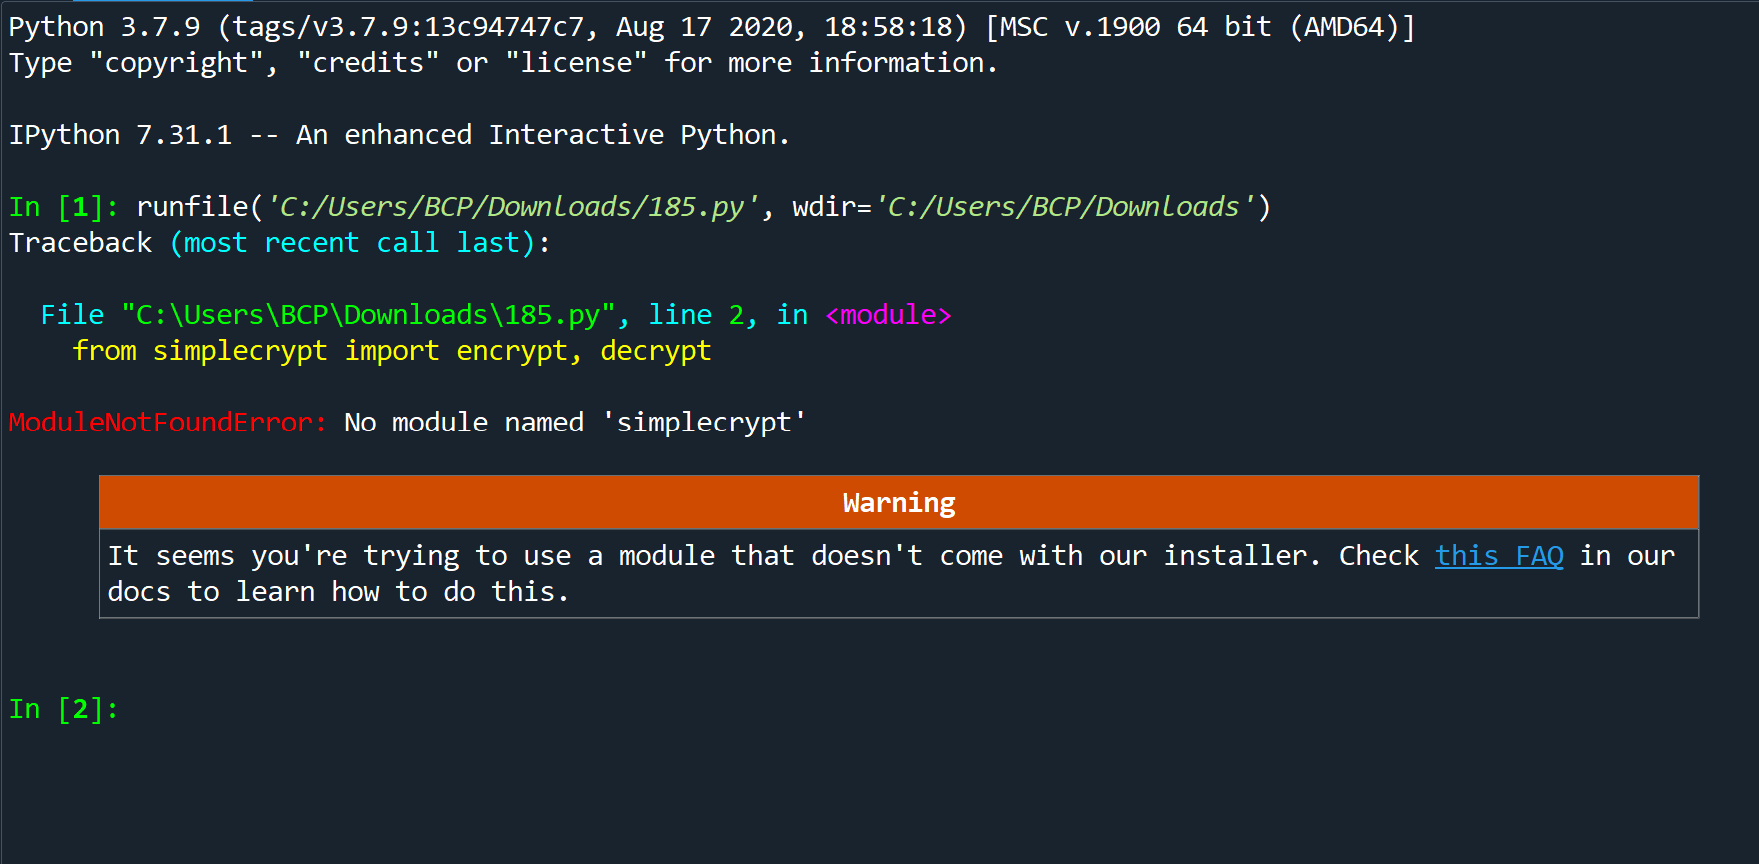 Python 3.7.9 (tags/v3.7.9:13c94747c7, Aug 17 2020, 18:58:18) [MSC v.1900 64 bit (AMD64)]
Type "copyright", "credits" or "license" for more information.
IPython 7.31.1 -- An enhanced Interactive Python.
In [1]: runfile('C:/Users/BCP/Downloads/185.py', wdir='C:/Users/BCP/Downloads')
Traceback (most recent call last):
File "C:\Users\BCP\Downloads\185.py", line 2, in <module>
from simplecrypt import encrypt, decrypt
ModuleNotFoundError: No module named 'simplecrypt'
Warning
It seems you're trying to use a module that doesn't come with our installer. Check this FAQ in our
docs to learn how to do this.
In [2]: